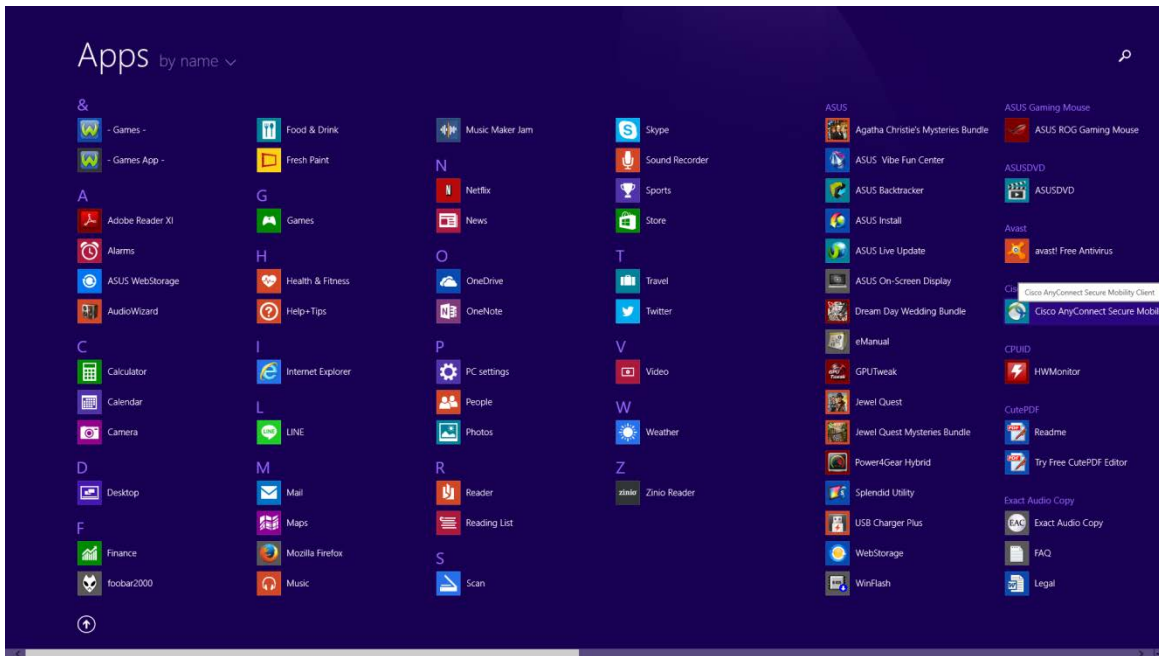 Apps by name
&
- Games -
- Games App -
A
Adobe Reader XI
Alarms
ASUS WebStorage
AudioWizard
C
Calculator
Calendar
Camera
D
Desktop
F
Finance
foobar2000
Food & Drink
Fresh Paint
G
Games
H
Health & Fitness
Help+Tips
I
Internet Explorer
L
LINE
LINE
M
Mail
Maps
Mozilla Firefox
Music
Music Maker Jam
N
N
Netflix
News
O
OneDrive
N
OneNote
P
PC settings
People
Photos
R
Reader
Reading List
S
Scan
S
Skype
Sound Recorder
Sports
Store
T
Travel
Twitter
V
Video
W
Weather
Z
zinio
Zinio Reader
ASUS
Agatha Christie's Mysteries Bundle
ASUS Vibe Fun Center
ASUS Backtracker
ASUS Install
ASUS Live Update
ASUS On-Screen Display
Dream Day Wedding Bundle
eManual
GPUTweak
Jewel Quest
Jewel Quest Mysteries Bundle
Power4Gear Hybrid
Splendid Utility
USB Charger Plus
WebStorage
WinFlash
ASUS Gaming Mouse
ASUS ROG Gaming Mouse
ASUSDVD
ASUSDVD
Avast
avast! Free Antivirus
Cis
Cisco AnyConnect Secure Mobility Client
Cisco AnyConnect Secure Mobil
CPUID
HWMonitor
CutePDF
PDF
Readme
PDF
Try Free CutePDF Editor
Exact Audio Copy
EAC
Exact Audio Copy
FAQ
Legal